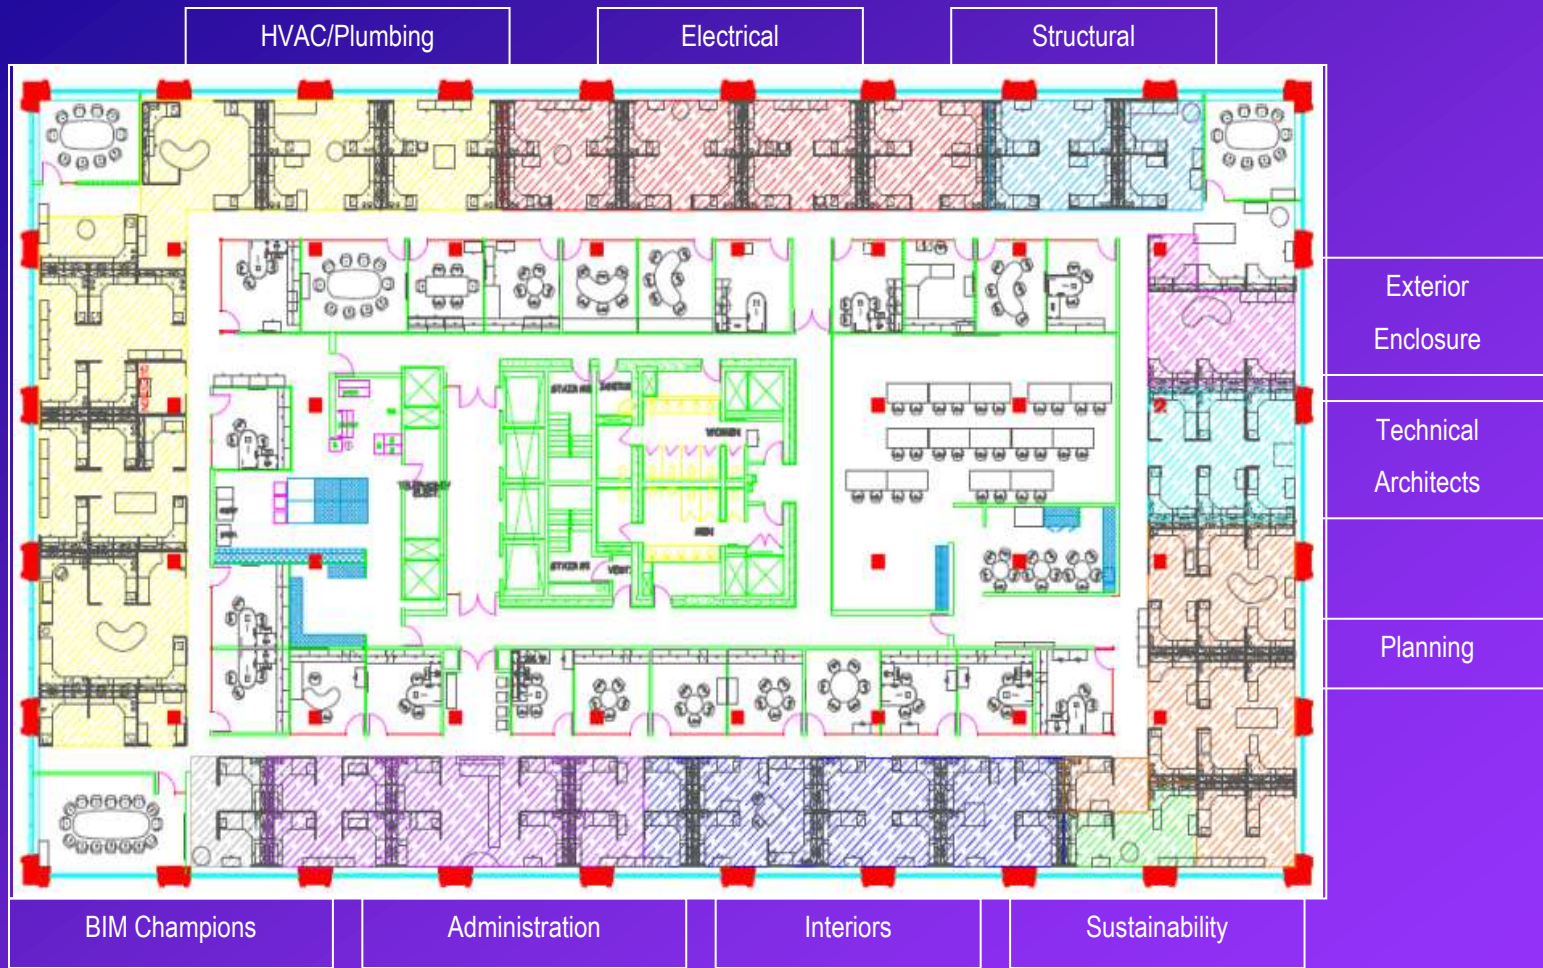 HVAC/Plumbing
Electrical
Structural
Exterior
Enclosure
WOMEN
Technical
Architects
MEN
Planning
BIM Champions
Administration
Interiors
Sustainability